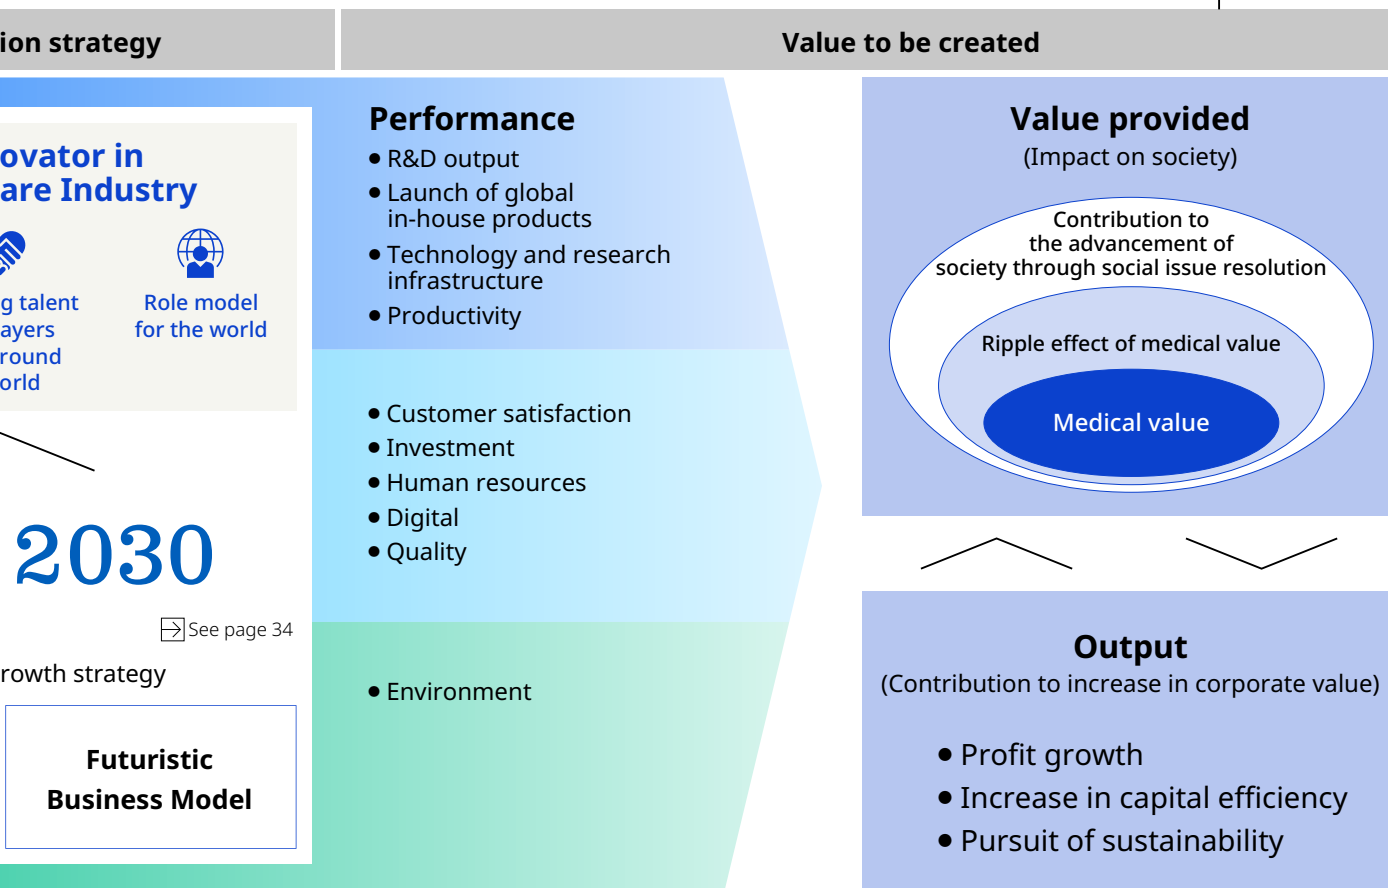 ion strategy
Value to be created
ovator in
are Industry
g talent
ayers
round
orld
Role model
for the world
2030
See page 34
rowth strategy
Futuristic
Business Model
Performance
• R&D output
• Launch of global
in-house products
• Technology and research
infrastructure
• Productivity
• Customer satisfaction
• Investment
• Human resources
• Digital
• Quality
• Environment
Value provided
(Impact on society)
Contribution to
the advancement of
society through social issue resolution
Ripple effect of medical value
Medical value
Output
(Contribution to increase in corporate value)
• Profit growth
• Increase in capital efficiency
• Pursuit of sustainability